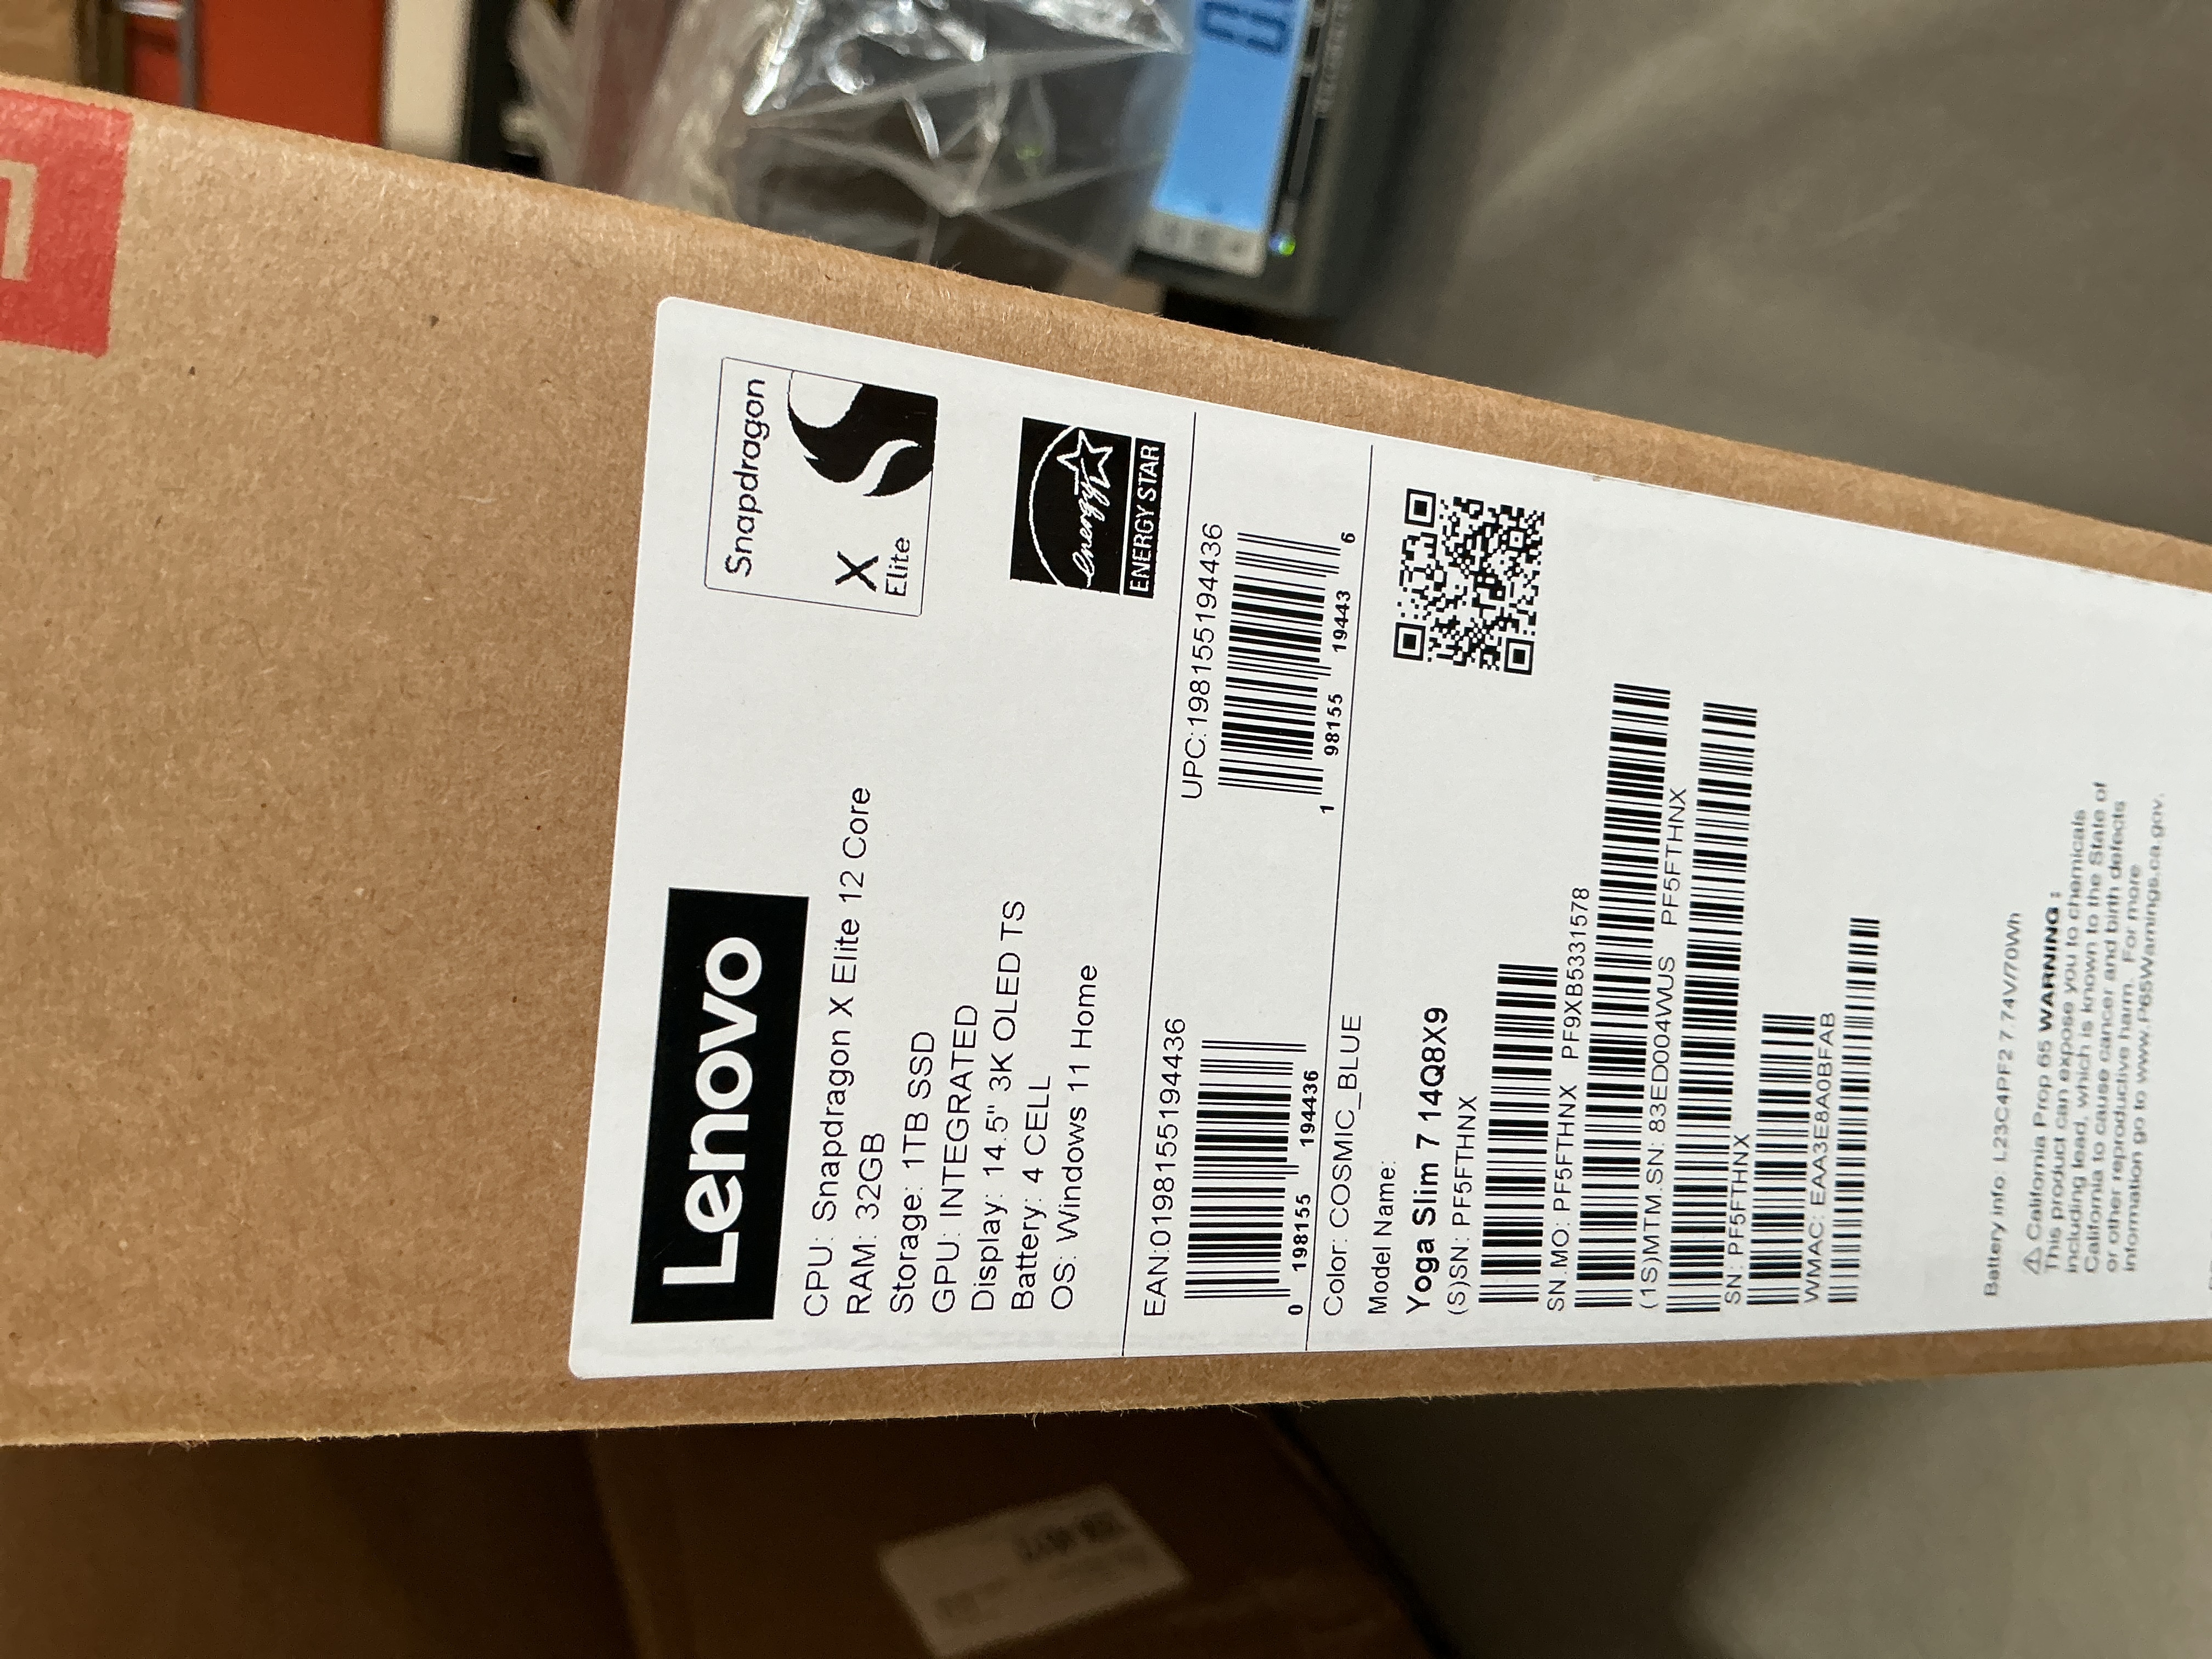 Lenovo
Snapdragon
X
Elite
CPU: Snapdragon X Elite 12 Core
RAM: 32GB
Storage: 1TB SSD
GPU: INTEGRATED
Display: 14.5" 3K OLED TS
Battery: 4 CELL
OS: Windows 11 Home
energy
ENERGY STAR
EAN:0198155194436
0 198155 194436
UPC:198155194436
1 98155 19443 6
Color: COSMIC_BLUE
Model Name:
Yoga Slim 7 14Q8X9
(S)SN: PF5FTHNX
SN.MO: PF5FTHNX PF9XB5331578
(1S)MTM.SN: 83ED004WUS PF5FTHNX
SN: PF5FTHNX
WMAC: EAA3E8A0BFAB
Battery info: L23C4PF2 7.74V/70Wh
⚠ California Prop 65 WARNING :
This product can expose you to chemicals
including lead, which is known to the State of
California to cause cancer and birth defects
or other reproductive harm. For more
information go to www.P65Warnings.ca.gov.